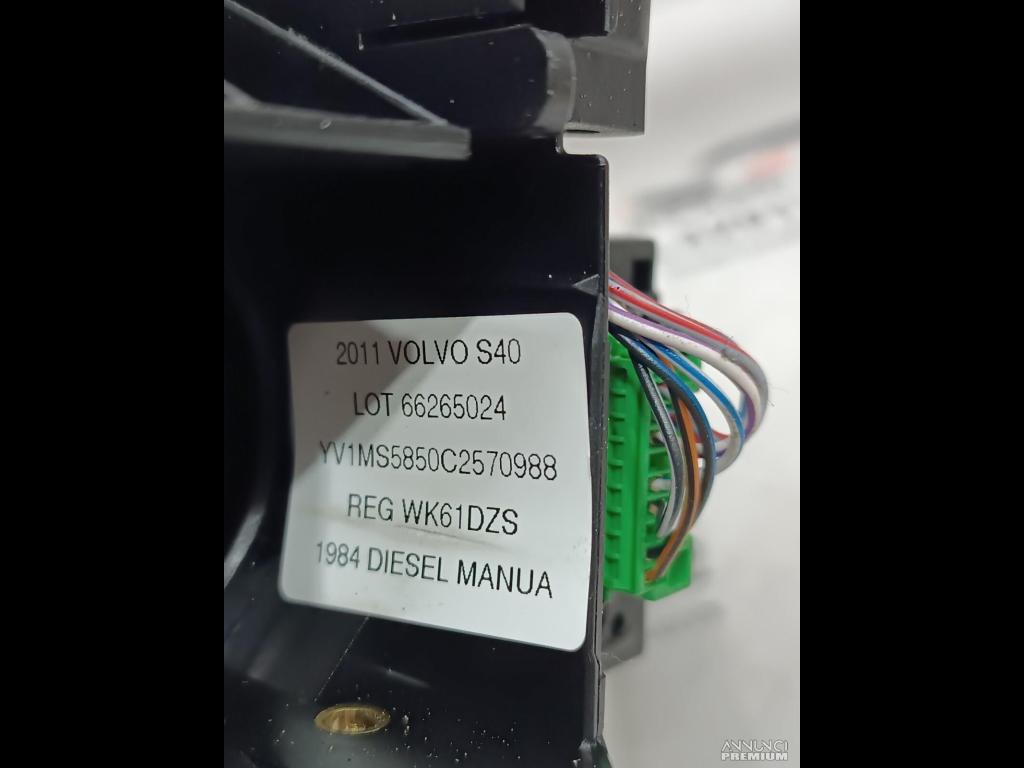 2011 VOLVO S40
LOT 66265024
YV1MS5850C2570988
REG WK61DZS
1984 DIESEL MANUA
ANNUNCI
PREMIUM